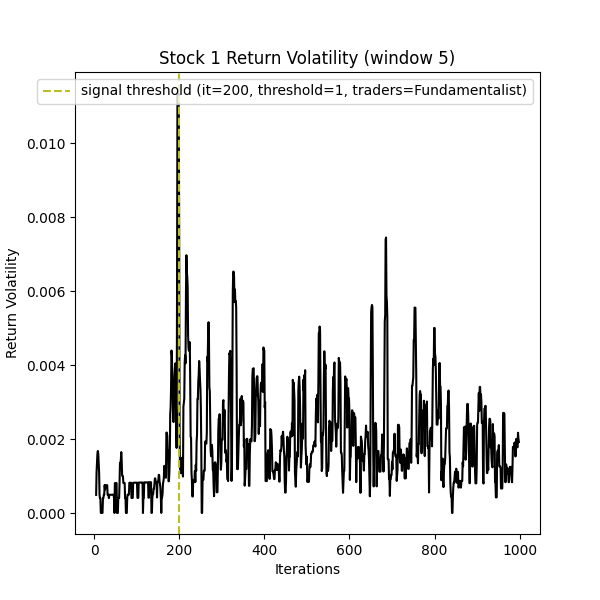 Stock 1 Return Volatility (window 5)
signal threshold (it=200, threshold=1, traders=Fundamentalist)
0.010
0.008
0.006
0.004
0.002
0.000
Return Volatility
0 200 400 600 800 1000
Iterations